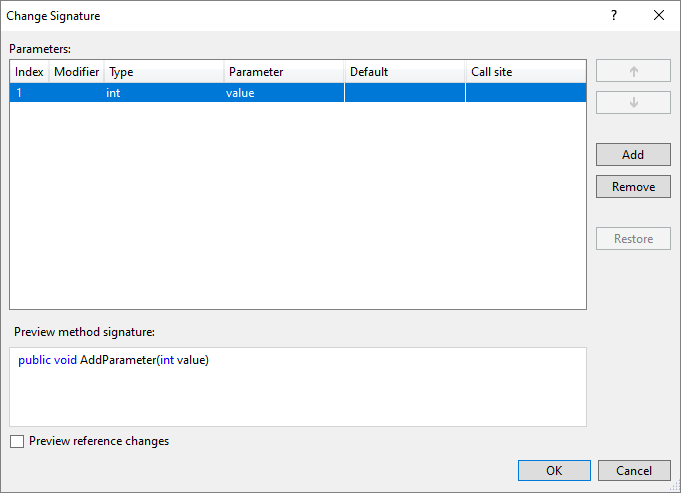 Change Signature
?
Parameters:
Index Modifier Type Parameter Default Call site
1 int value
Add
Remove
Restore
Preview method signature:
public void AddParameter(int value)
Preview reference changes
OK Cancel